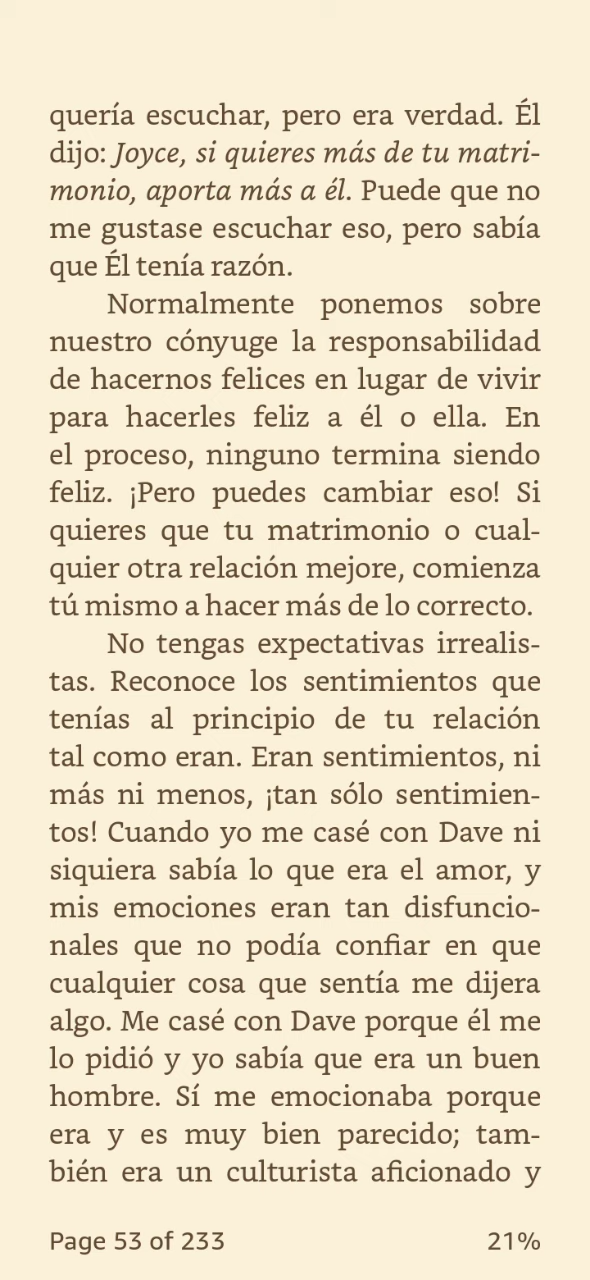 quería escuchar, pero era verdad. Él
dijo: Joyce, si quieres más de tu matri-
monio, aporta más a él. Puede que no
me gustase escuchar eso, pero sabía
que Él tenía razón.
Normalmente ponemos sobre
nuestro cónyuge la responsabilidad
de hacernos felices en lugar de vivir
para hacerles feliz a él o ella. En
el proceso, ninguno termina siendo
feliz. ¡Pero puedes cambiar eso! Si
quieres que tu matrimonio o cual-
quier otra relación mejore, comienza
tú mismo a hacer más de lo correcto.
No tengas expectativas irrealis-
tas. Reconoce los sentimientos que
tenías al principio de tu relación
tal como eran. Eran sentimientos, ni
más ni menos, ¡tan sólo sentimien-
tos! Cuando yo me casé con Dave ni
siquiera sabía lo que era el amor, y
mis emociones eran tan disfuncio-
nales que no podía confiar en que
cualquier cosa que sentía me dijera
algo. Me casé con Dave porque él me
lo pidió y yo sabía que era un buen
hombre. Sí me emocionaba porque
era y es muy bien parecido; tam-
bién era un culturista aficionado y
Page 53 of 233 21%